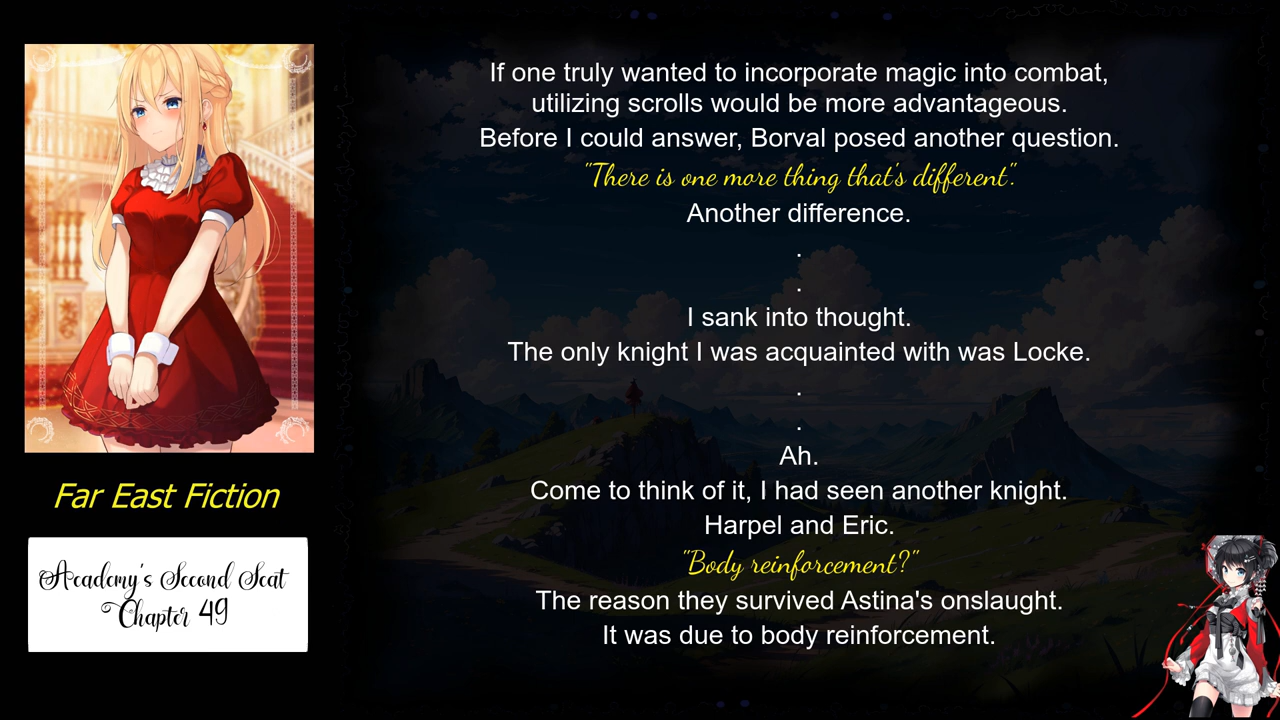 If one truly wanted to incorporate magic into combat,
utilizing scrolls would be more advantageous.
Before I could answer, Borval posed another question.
"There is one more thing that's different".
Another difference.
.
.
I sank into thought.
The only knight I was acquainted with was Locke.
.
.
Ah.
Come to think of it, I had seen another knight.
Harpel and Eric.
"Body reinforcement?"
The reason they survived Astina's onslaught.
It was due to body reinforcement.
Far East Fiction
Academy's Second Seat
Chapter 49